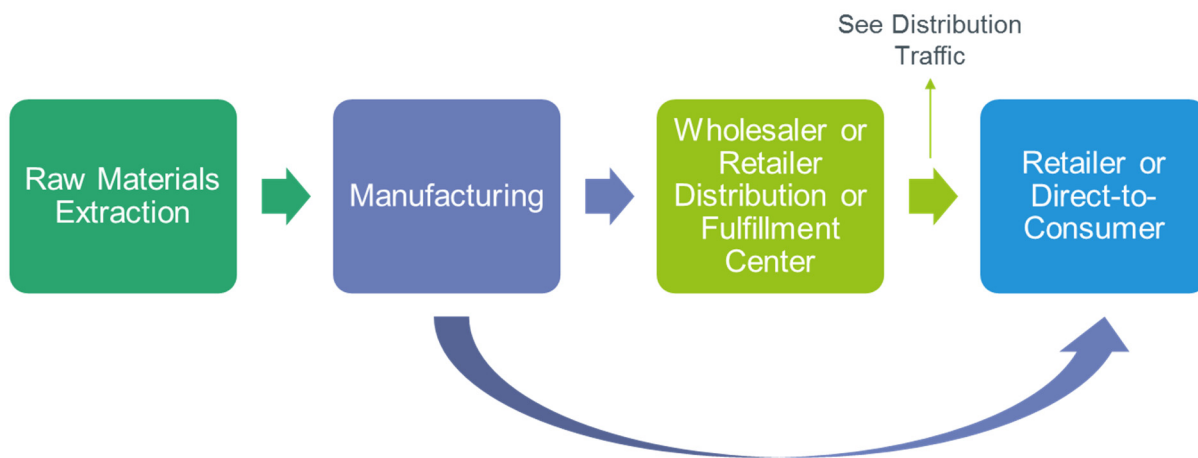 See Distribution
Traffic
Raw Materials
Extraction
Manufacturing
Wholesaler or
Retailer
Distribution or
Fulfillment
Center
Retailer or
Direct-to-
Consumer